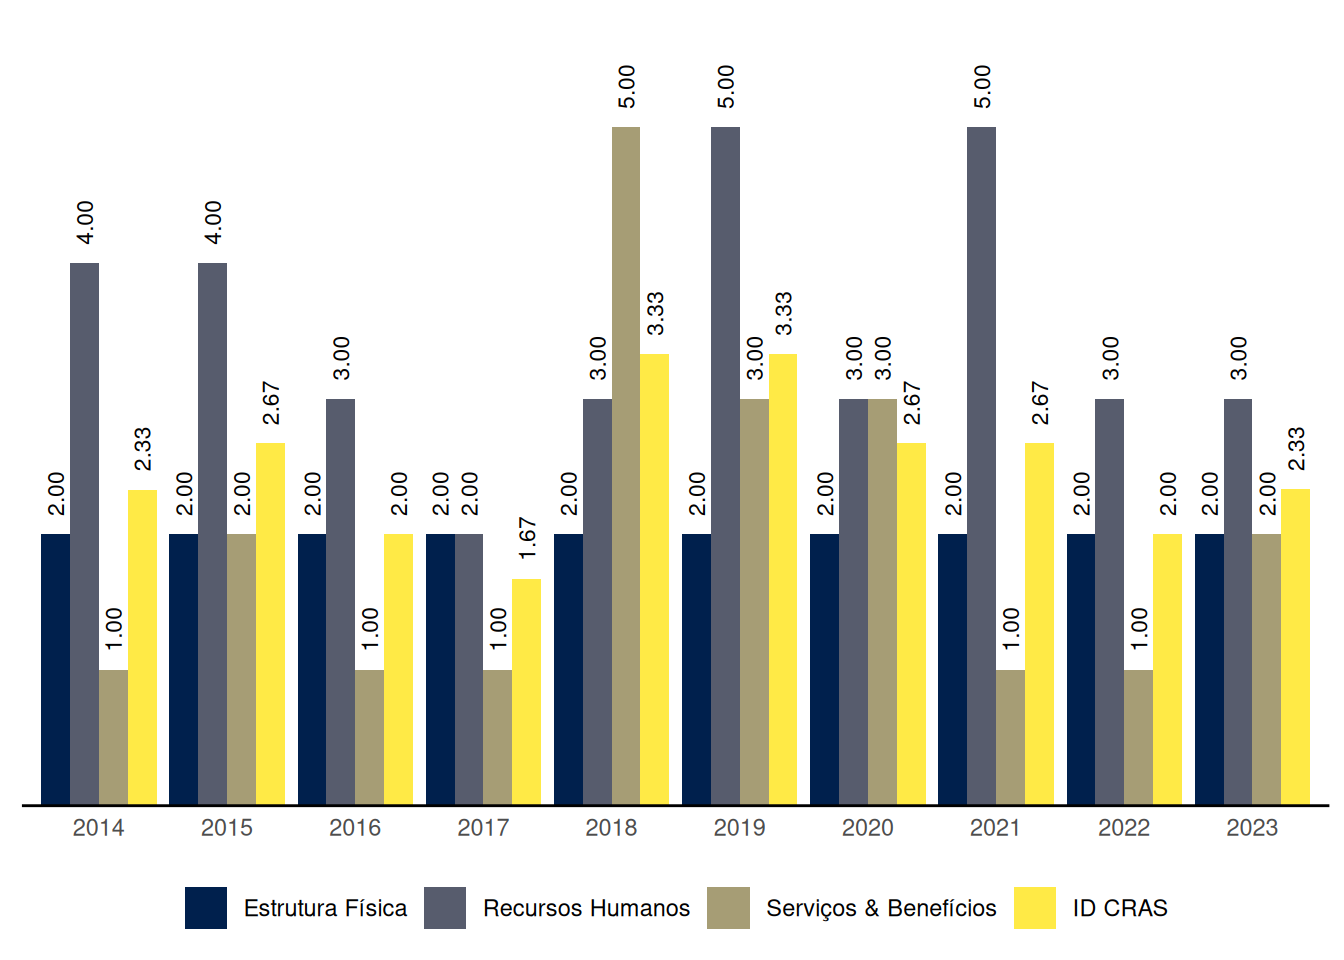 5.00 5.00 5.00
4.00 4.00
3.33 3.33
3.00 3.00 3.00 3.00 3.00 3.00 3.00
2.67 2.67 2.67
2.33 2.33
2.00 2.00 2.00 2.00 2.00 2.00 2.00 2.00 2.00 2.00 2.00 2.00 2.00 2.00 2.00
1.67
1.00 1.00 1.00 1.00 1.00
2014 2015 2016 2017 2018 2019 2020 2021 2022 2023
Estrutura Física Recursos Humanos Serviços & Benefícios ID CRAS